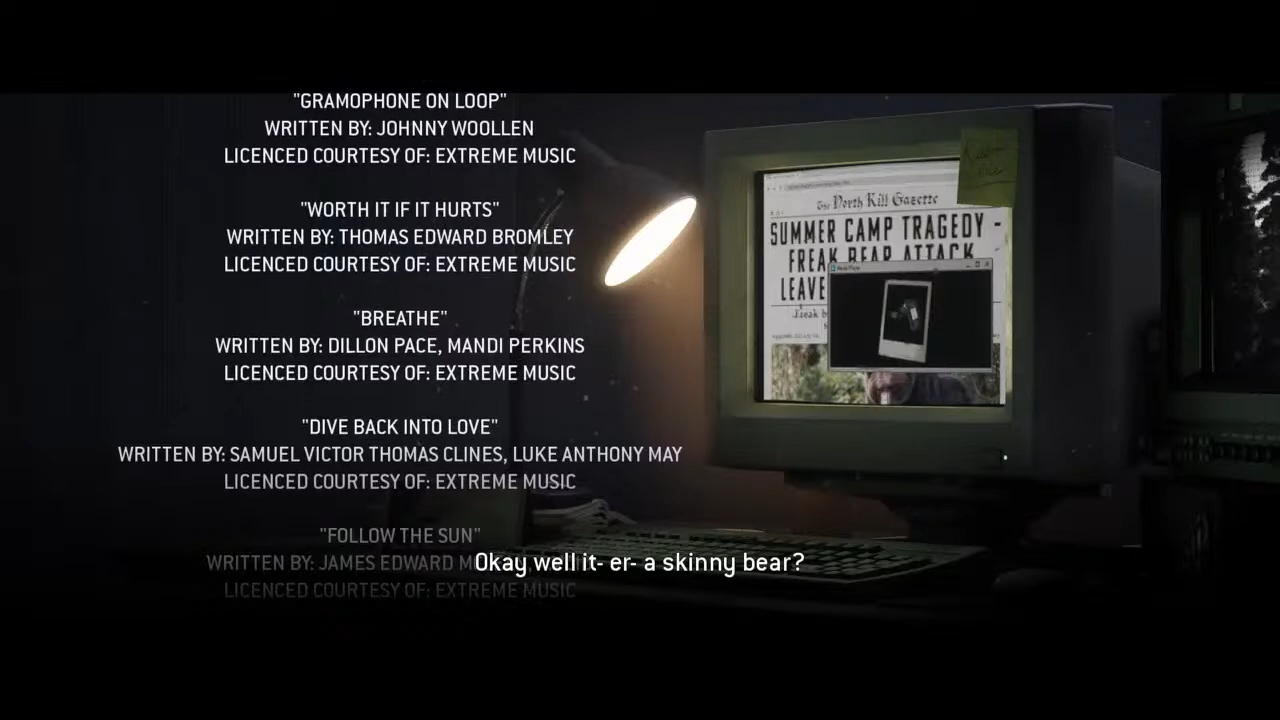 "GRAMOPHONE ON LOOP"
WRITTEN BY: JOHNNY WOOLLEN
LICENCED COURTESY OF: EXTREME MUSIC
"WORTH IT IF IT HURTS"
WRITTEN BY: THOMAS EDWARD BROMLEY
LICENCED COURTESY OF: EXTREME MUSIC
"BREATHE"
WRITTEN BY: DILLON PACE, MANDI PERKINS
LICENCED COURTESY OF: EXTREME MUSIC
"DIVE BACK INTO LOVE"
WRITTEN BY: SAMUEL VICTOR THOMAS CLINES, LUKE ANTHONY MAY
LICENCED COURTESY OF: EXTREME MUSIC
"FOLLOW THE SUN"
WRITTEN BY: JAMES EDWARD
LICENCED COURTESY OF: EXTREME MUSIC
Okay well it- er- a skinny bear?
The North Kill Gazette
SUMMER CAMP TRAGEDY -
FREAK BEAR ATTACK
LEAVE